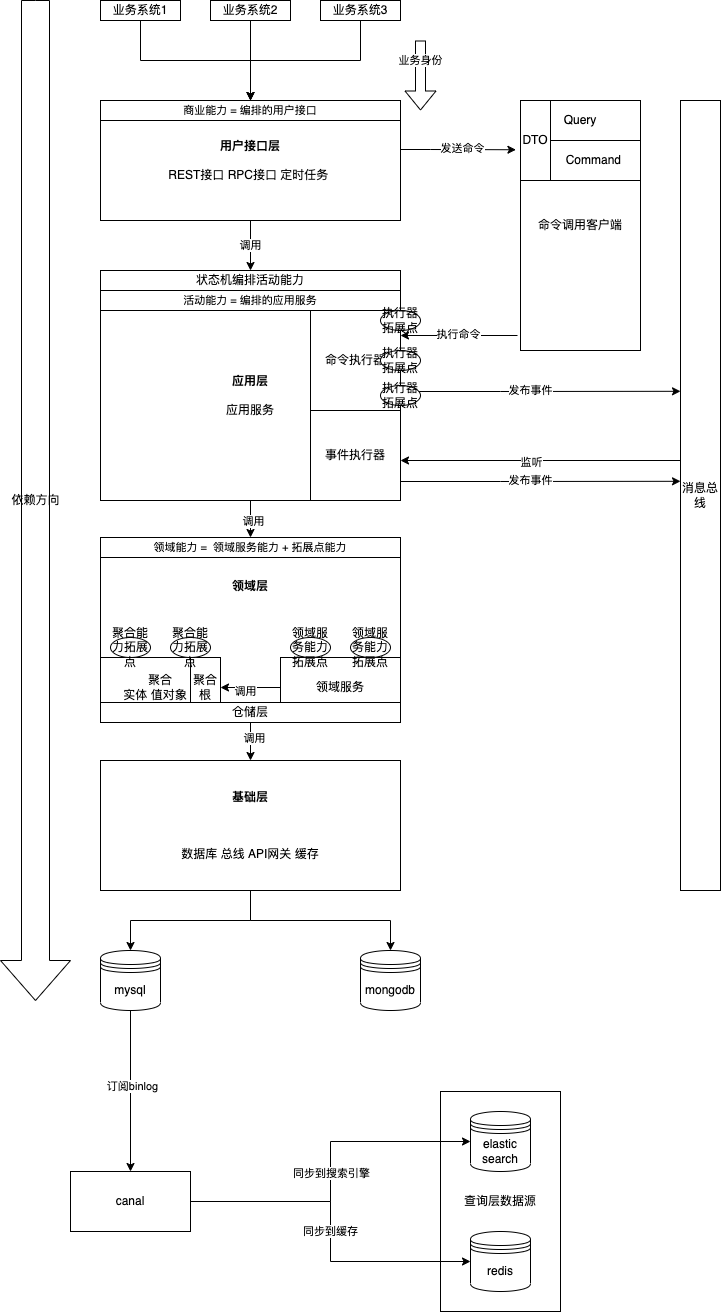 业务系统1
业务系统2
业务系统3
业务身份
商业能力 = 编排的用户接口
用户接口层
REST接口 RPC接口 定时任务
发送命令
DTO
Query
Command
命令调用客户端
调用
状态机编排活动能力
活动能力 = 编排的应用服务
应用层
应用服务
命令执行器
执行器
拓展点
执行器
拓展点
执行器
拓展点
执行命令
发布事件
事件执行器
监听
发布事件
消息总
线
依赖方向
调用
领域能力 = 领域服务能力 + 拓展点能力
领域层
聚合能
力拓展
点
聚合能
力拓展
点
领域服
务能力
拓展点
领域服
务能力
拓展点
聚合
实体 值对象
聚合
根
调用
领域服务
仓储层
调用
基础层
数据库 总线 API网关 缓存
mysql
mongodb
订阅binlog
canal
同步到搜索引擎
同步到缓存
elastic
search
查询层数据源
redis